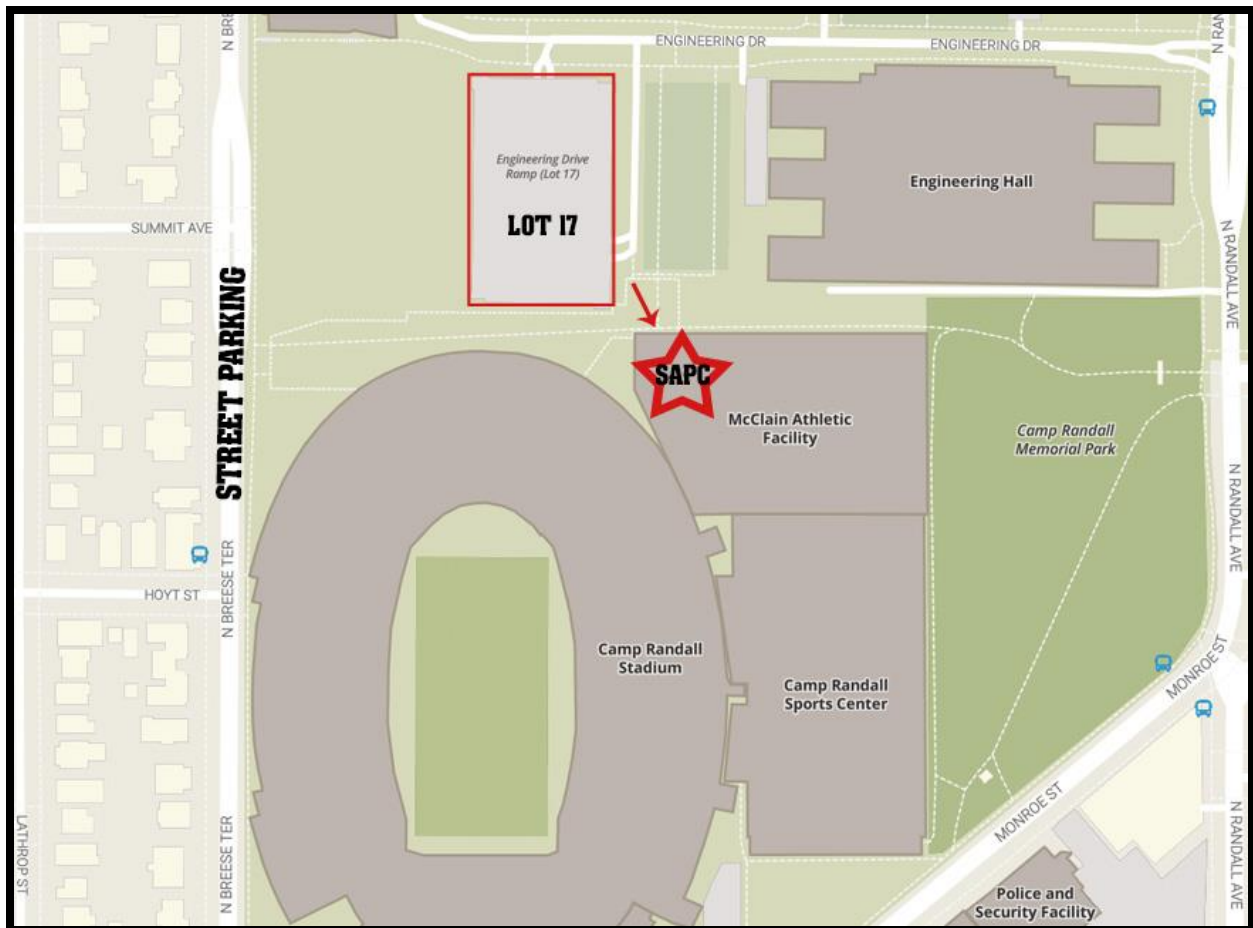 N BRE
ENGINEERING DR
ENGINEERING DR
N RAN
Engineering Drive
Ramp (Lot 17)
LOT 17
Engineering Hall
SUMMIT AVE
N RANDALL AVE
STREET PARKING
SAPC
McClain Athletic
Facility
Camp Randall
Memorial Park
N RANDALL AVE
HOYT ST
N BREESE TER
Camp Randall
Stadium
Camp Randall
Sports Center
MONROE ST
MONROE ST
LATHROP ST
N BREESE TER
N RANDALL AVE
Police and
Security Facility